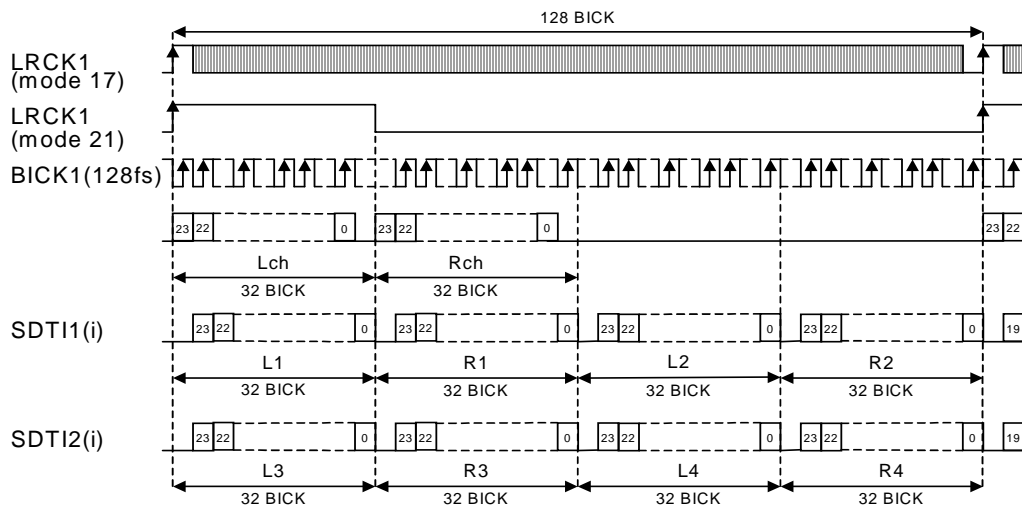 128 BICK
LRCK1
(mode 17)
LRCK1
(mode 21)
BICK1(128fs)
23 22 0 23 22 0 23 22
Lch Rch
32 BICK 32 BICK
SDTI1(i)
23 22 0 23 22 0 23 22 0 23 22 0 19
L1 R1 L2 R2
32 BICK 32 BICK 32 BICK 32 BICK
SDTI2(i)
23 22 0 23 22 0 23 22 0 23 22 0 19
L3 R3 L4 R4
32 BICK 32 BICK 32 BICK 32 BICK